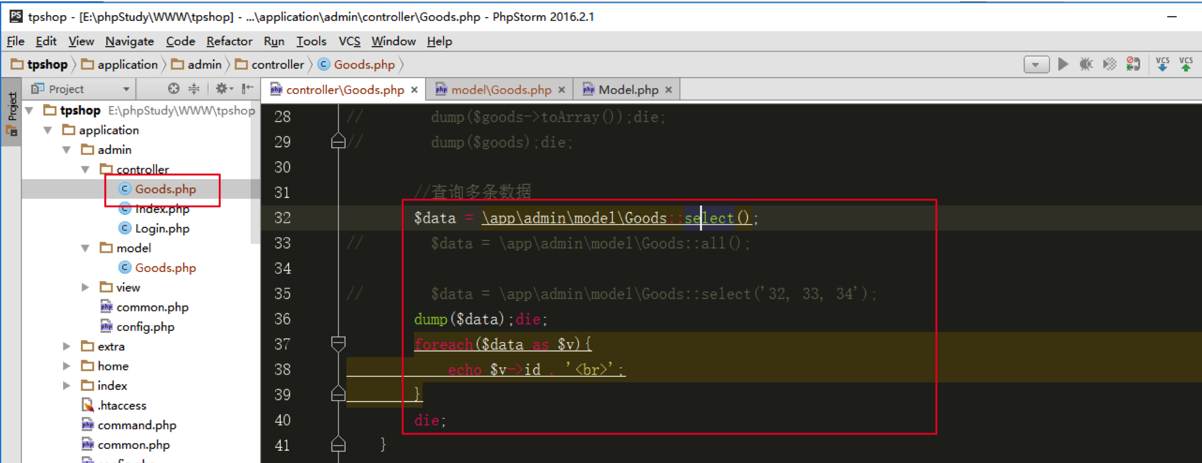 tpshop - [E:\phpStudy\WWW\tpshop] - ...\application\admin\controller\Goods.php - PhpStorm 2016.2.1
File Edit View Navigate Code Refactor Run Tools VCS Window Help
tpshop application admin controller Goods.php
VCS VCS
Project
Project
controller\Goods.php model\Goods.php Model.php
tpshop E:\phpStudy\WWW\tpshop
application
admin
controller
Goods.php
Index.php
Login.php
model
Goods.php
view
common.php
config.php
extra
home
index
.htaccess
command.php
common.php
28 // dump($goods->toArray());die;
29 // dump($goods);die;
30
31 //查询多条数据
32 $data = \app\admin\model\Goods::select();
33 // $data = \app\admin\model\Goods::all();
34
35 // $data = \app\admin\model\Goods::select('32, 33, 34');
36 dump($data);die;
37 foreach($data as $v){
38 echo $v->id . '<br>';
39 }
40 die;
41 }